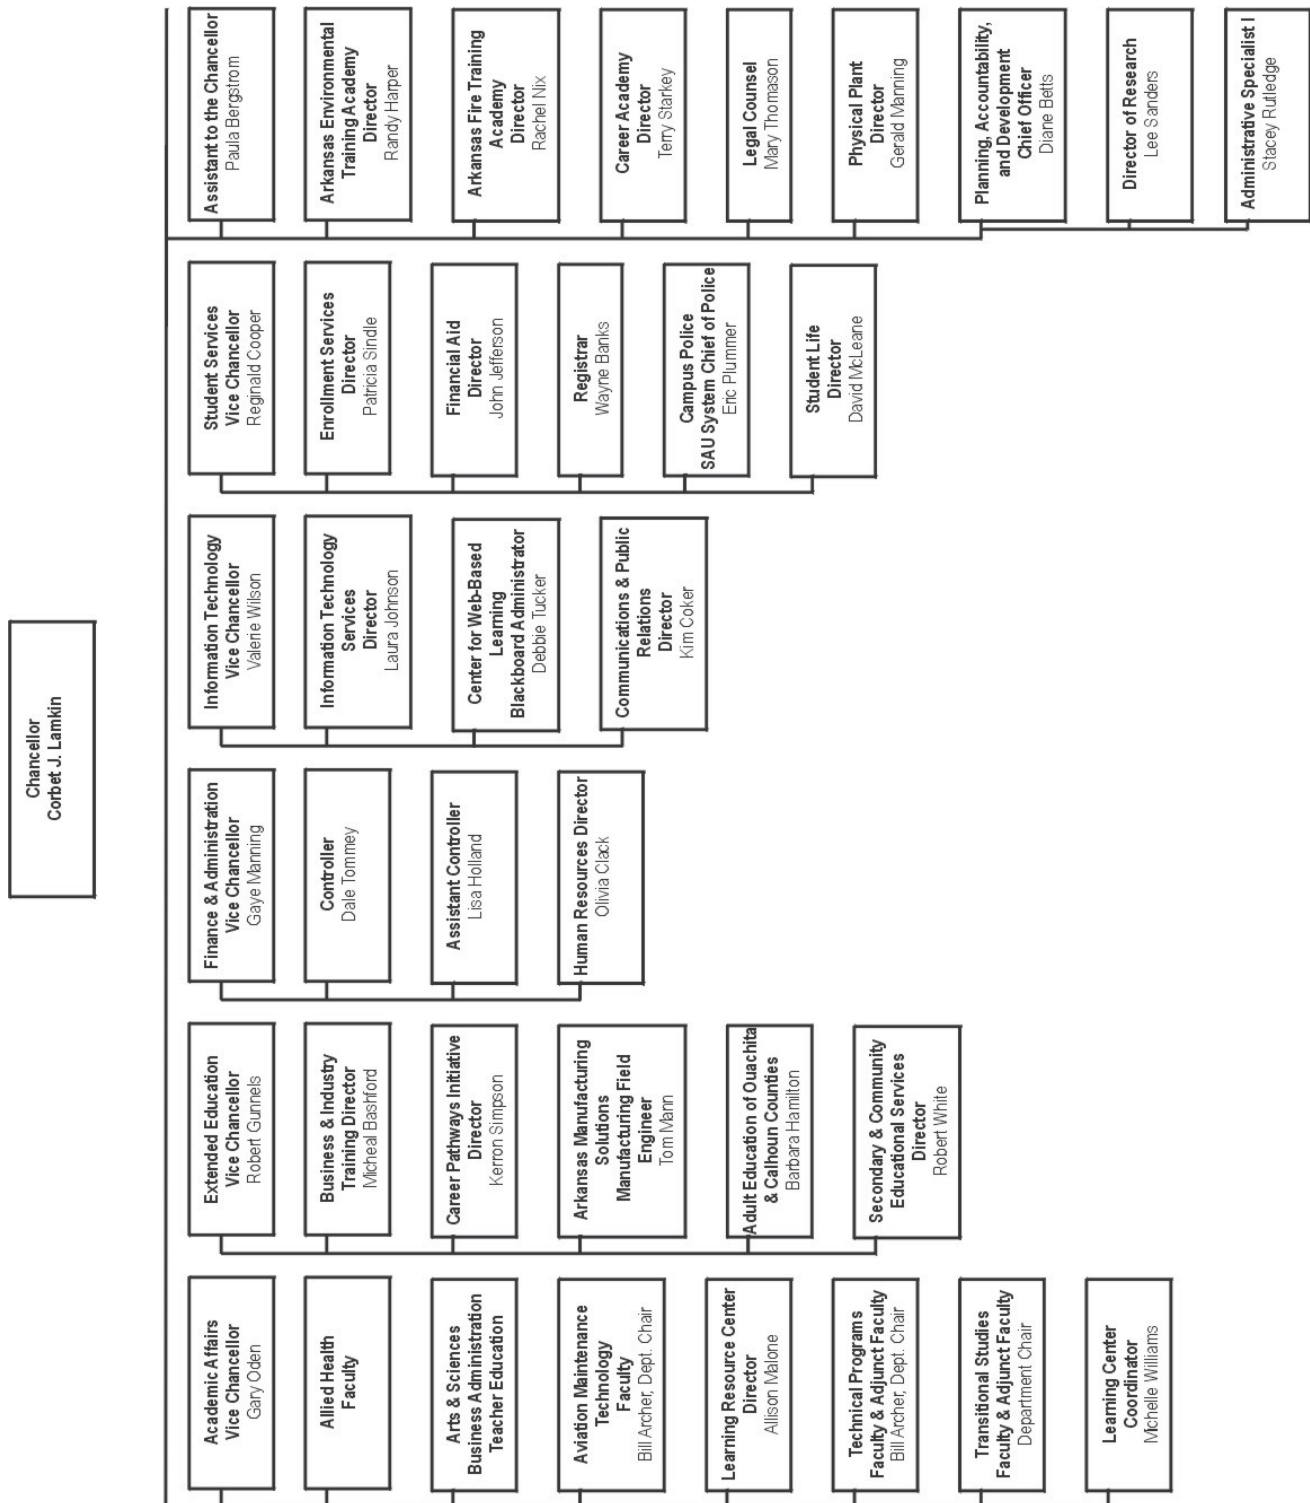 Chancellor
Corbet J. Lamkin
Academic Affairs
Vice Chancellor
Gary Oden
Allied Health
Faculty
Arts & Sciences
Business Administration
Teacher Education
Aviation Maintenance
Technology
Faculty
Bill Archer, Dept. Chair
Learning Resource Center
Director
Allison Malone
Technical Programs
Faculty & Adjunct Faculty
Bill Archer, Dept. Chair
Transitional Studies
Faculty & Adjunct Faculty
Department Chair
Learning Center
Coordinator
Michelle Williams
Extended Education
Vice Chancellor
Robert Gunnels
Business & Industry
Training Director
Micheal Bashford
Career Pathways Initiative
Director
Kerron Simpson
Arkansas Manufacturing
Solutions
Manufacturing Field
Engineer
Tom Mann
Adult Education of Ouachita
& Calhoun Counties
Barbara Hamilton
Secondary & Community
Educational Services
Director
Robert White
Finance & Administration
Vice Chancellor
Gaye Manning
Controller
Dale Tommey
Assistant Controller
Lisa Holland
Human Resources Director
Olivia Clack
Information Technology
Vice Chancellor
Valerie Wilson
Information Technology
Services
Director
Laura Johnson
Center for Web-Based
Learning
Blackboard Administrator
Debbie Tucker
Communications & Public
Relations
Director
Kim Coker
Student Services
Vice Chancellor
Reginald Cooper
Enrollment Services
Director
Patricia Sindle
Financial Aid
Director
John Jefferson
Registrar
Wayne Banks
Campus Police
SAU System Chief of Police
Eric Plummer
Student Life
Director
David McLeane
Assistant to the Chancellor
Paula Bergstrom
Arkansas Environmental
Training Academy
Director
Randy Harper
Arkansas Fire Training
Academy
Director
Rachel Nix
Career Academy
Director
Terry Starkey
Legal Counsel
Mary Thomason
Physical Plant
Director
Gerald Manning
Planning, Accountability,
and Development
Chief Officer
Diane Betts
Director of Research
Lee Sanders
Administrative Specialist I
Stacey Rutledge